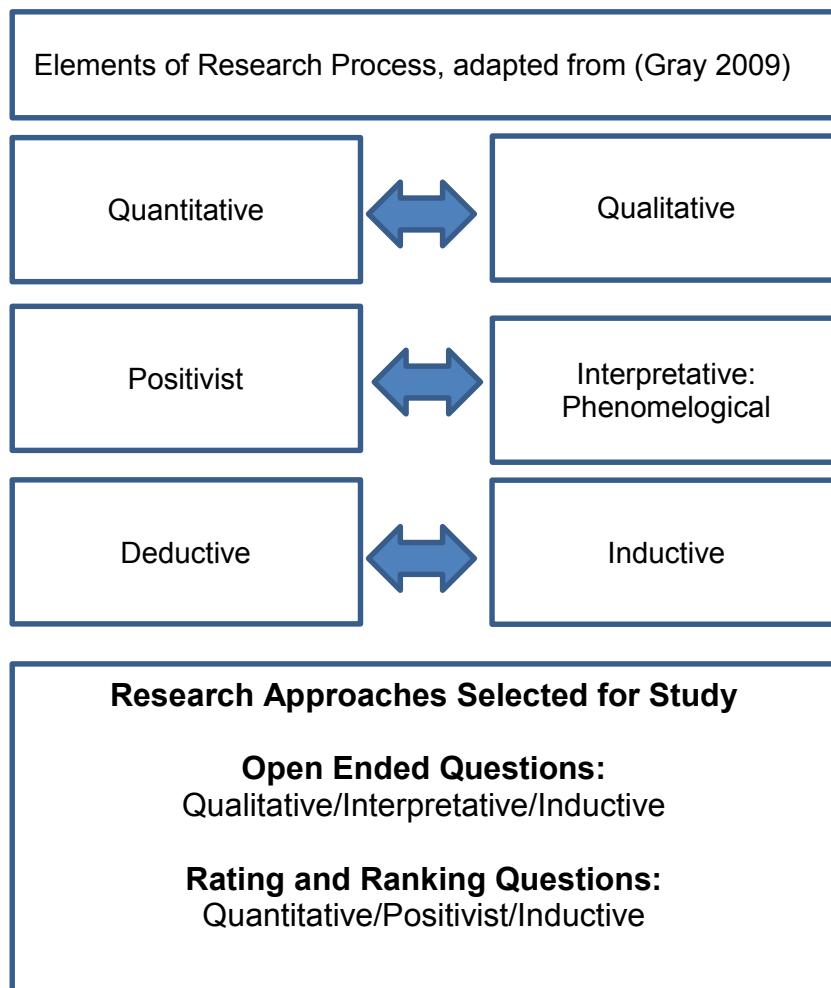 Elements of Research Process, adapted from (Gray 2009)
Quantitative
Qualitative
Positivist
Interpretative:
Phenomelogical
Deductive
Inductive
Research Approaches Selected for Study
Open Ended Questions:
Qualitative/Interpretative/Inductive
Rating and Ranking Questions:
Quantitative/Positivist/Inductive